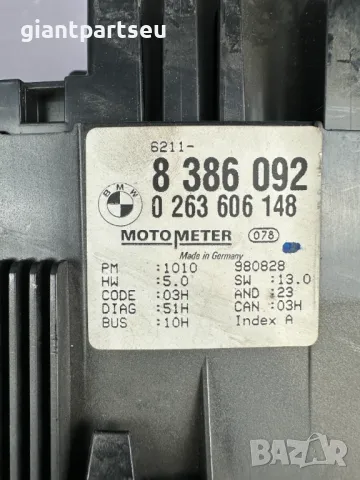 giantpartseu
6211-
BMW
8 386 092
0 263 606 148
MOTOMETER
078
Made in Germany
PM :1010 980828
HW :5.0 SW :13.0
CODE :03H AND :23
DIAG :51H CAN :03H
BUS :10H Index A
BAZAR
bg